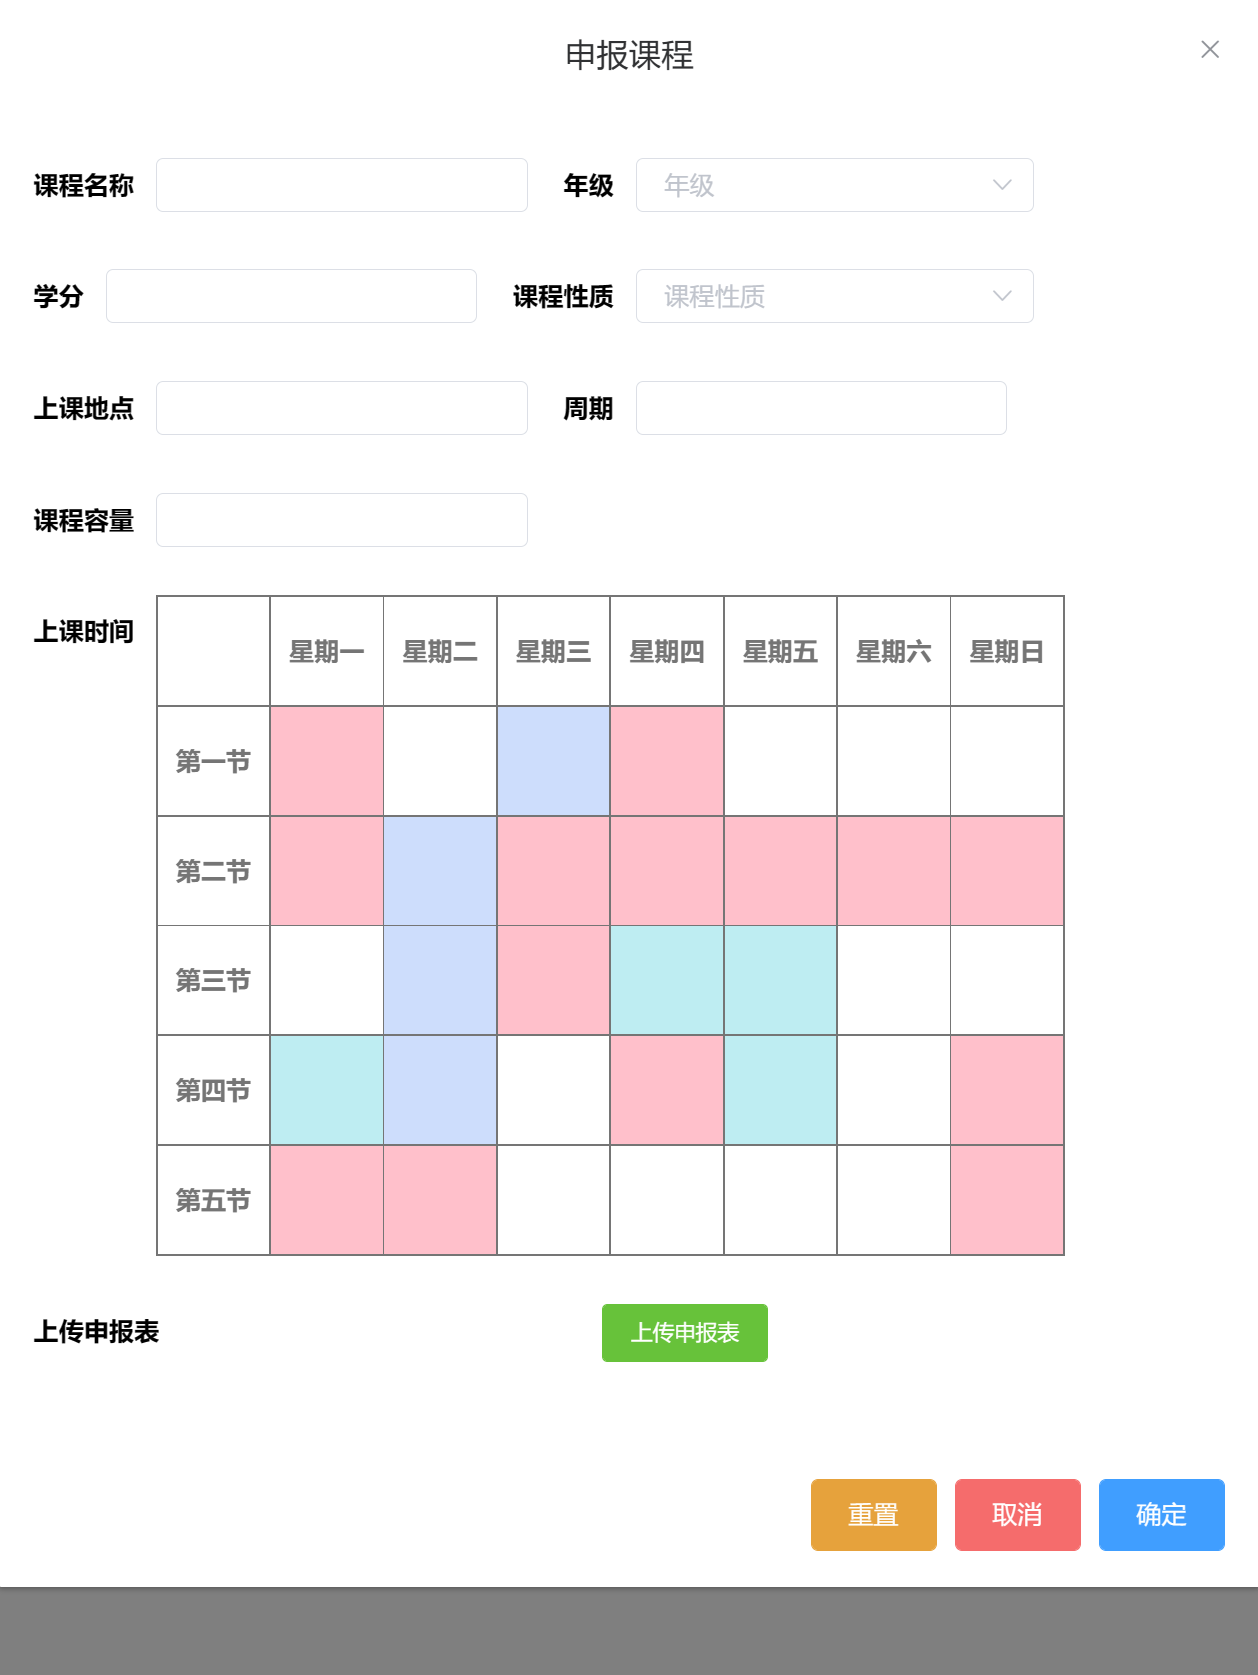 申报课程
课程名称 年级 年级
学分 课程性质 课程性质
上课地点 周期
课程容量
上课时间 星期一 星期二 星期三 星期四 星期五 星期六 星期日
第一节
第二节
第三节
第四节
第五节
上传申报表 上传申报表
重置 取消 确定